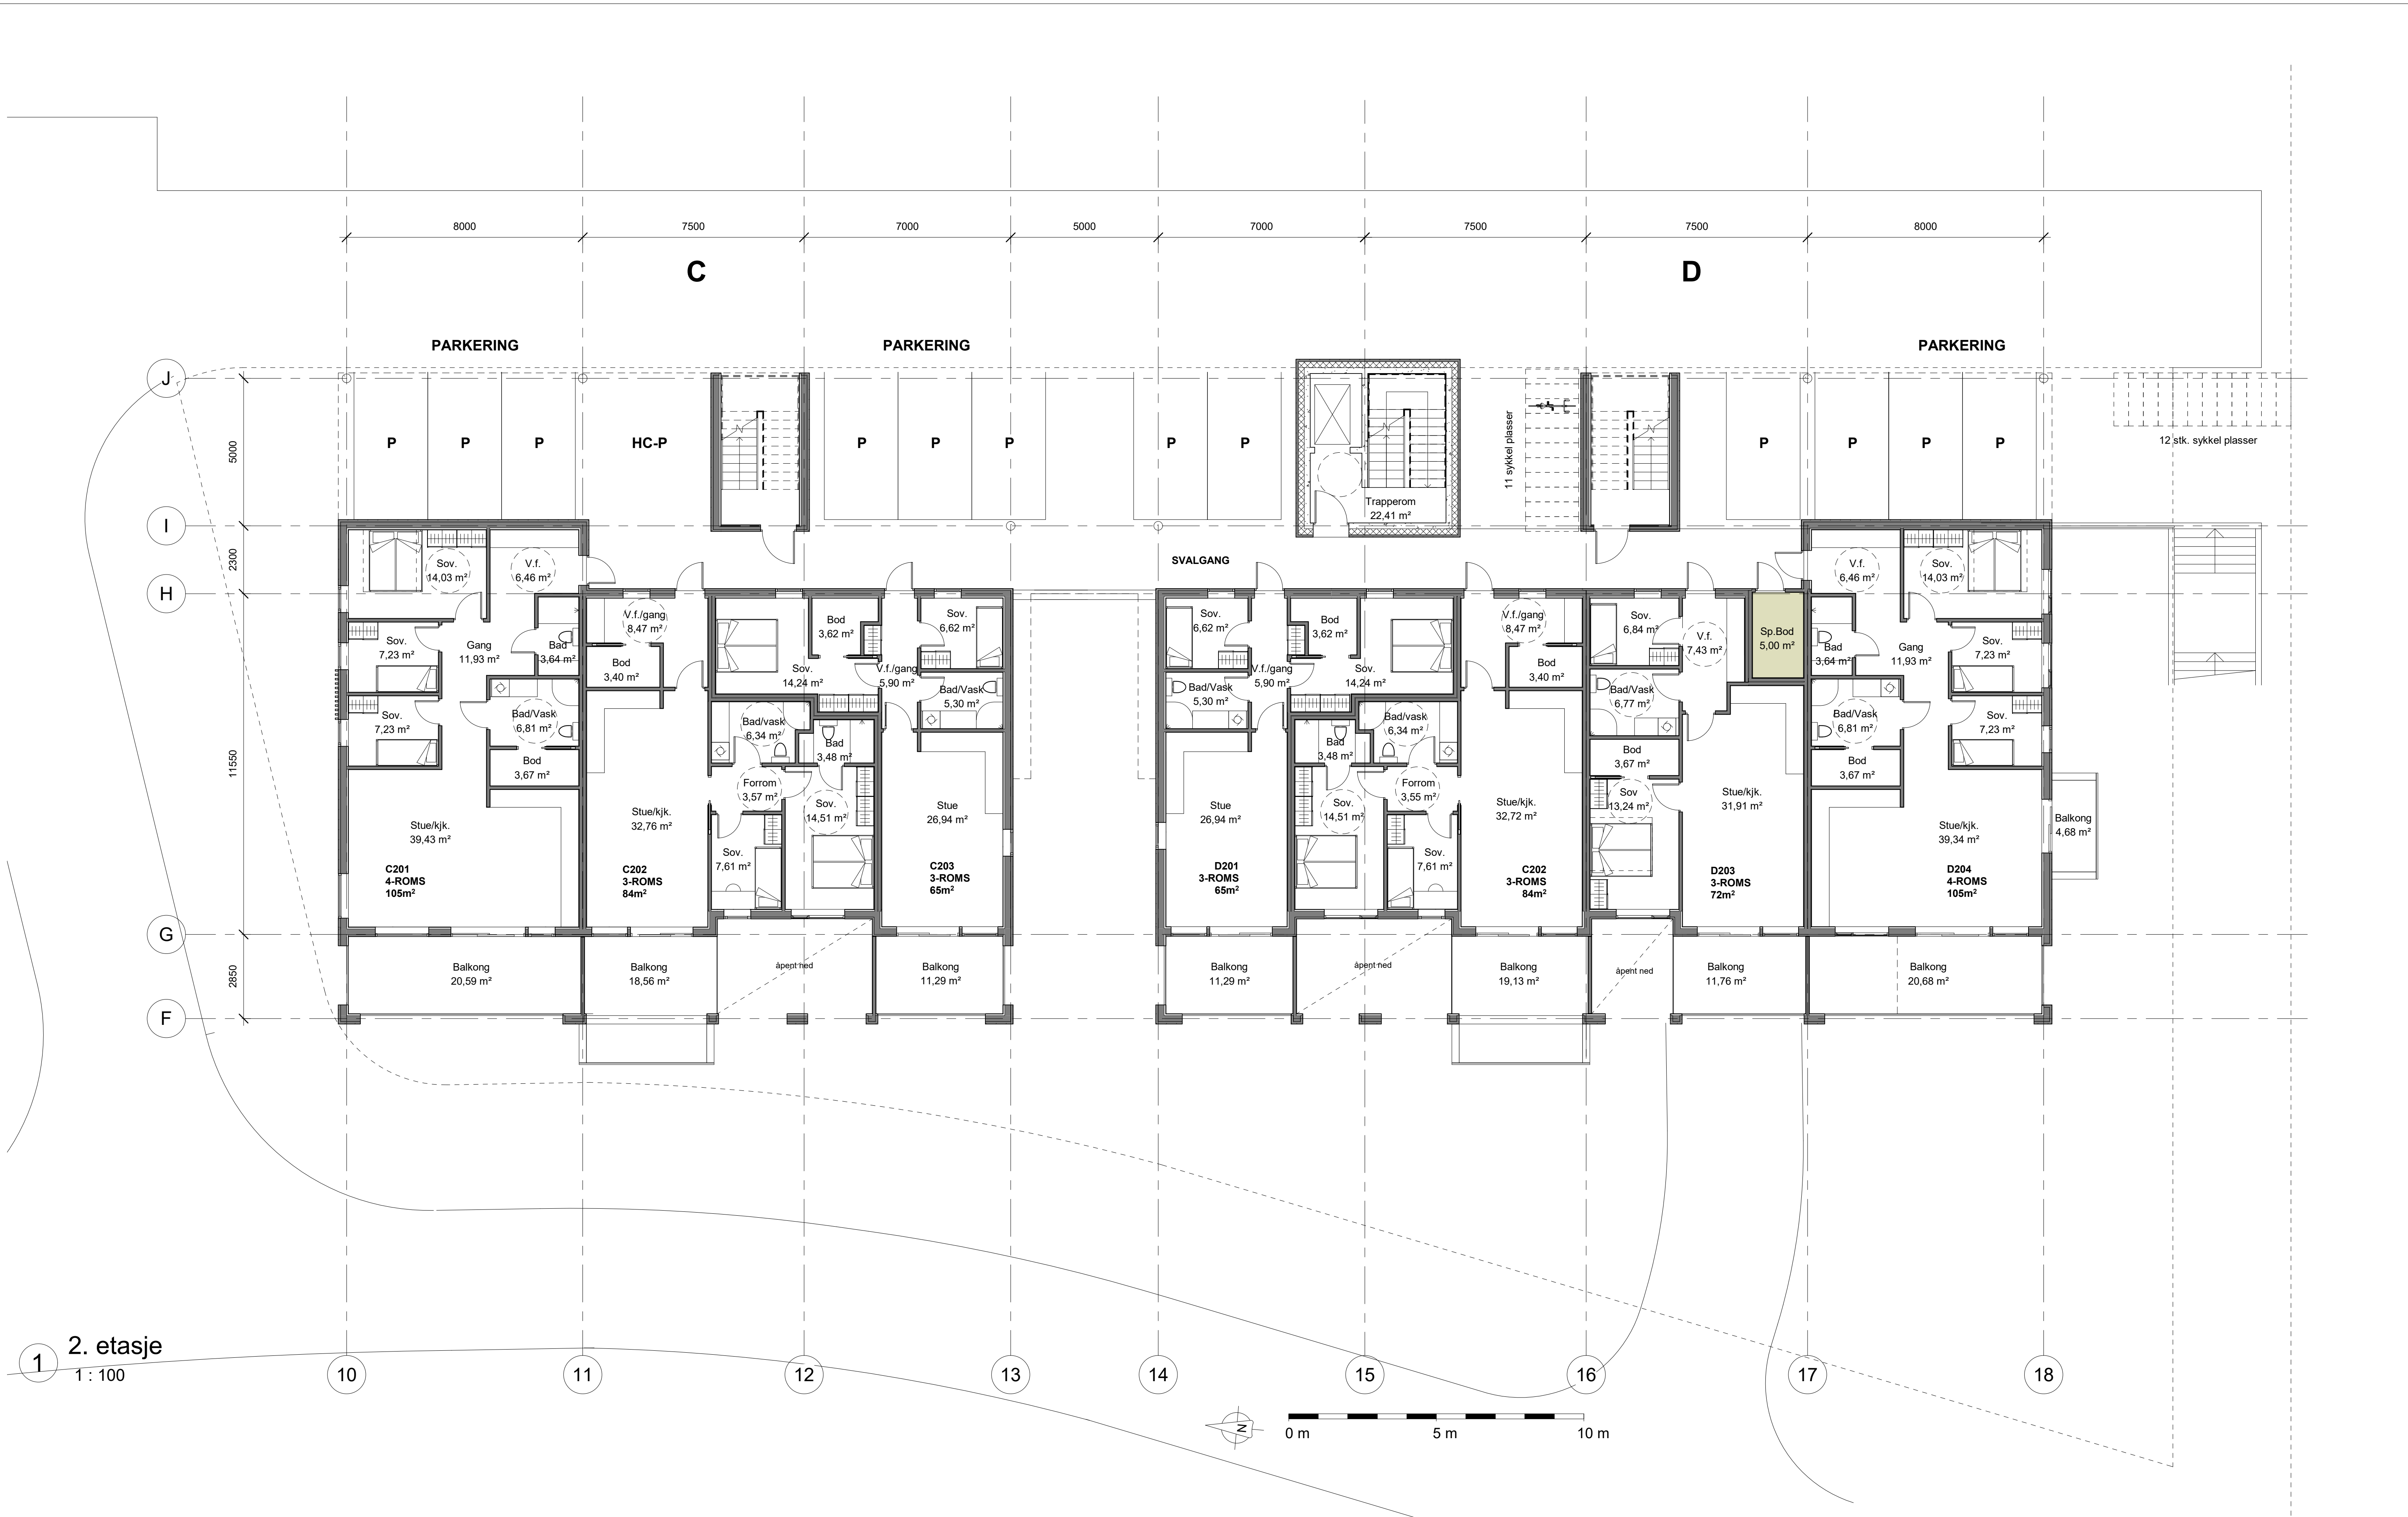 8000
7500
7000
5000
7000
7500
7500
8000
C
D
PARKERING
PARKERING
PARKERING
J
P
P
P
HC-P
P
P
P
P
P
11 sykkel plasser
P
P
P
P
12 stk. sykkel plasser
5000
Trapperom
22,41 m²
I
SVALGANG
2300
H
Sov.
14,03 m²
V.f.
6,46 m²
Sov.
7,23 m²
Gang
11,93 m²
Bad
3,64 m²
Sov.
7,23 m²
Bad/Vask
6,81 m²
Bod
3,67 m²
Stue/kjk.
39,43 m²
C201
4-ROMS
105m²
V.f./gang
8,47 m²
Bod
3,40 m²
Sov.
14,24 m²
Bod
3,62 m²
Bad/vask
6,34 m²
Bad
3,48 m²
Forrom
3,57 m²
Sov.
14,51 m²
Sov.
7,61 m²
Stue/kjk.
32,76 m²
C202
3-ROMS
84m²
Sov.
6,62 m²
V.f./gang
5,90 m²
Bad/Vask
5,30 m²
Stue
26,94 m²
C203
3-ROMS
65m²
Sov.
6,62 m²
Bod
3,62 m²
V.f./gang
5,90 m²
Bad/Vask
5,30 m²
Stue
26,94 m²
D201
3-ROMS
65m²
Sov.
14,24 m²
Bad/vask
6,34 m²
Bad
3,48 m²
Forrom
3,55 m²
Sov.
14,51 m²
Sov.
7,61 m²
V.f./gang
8,47 m²
Bod
3,40 m²
Stue/kjk.
32,72 m²
C202
3-ROMS
84m²
Sov.
6,84 m²
V.f.
7,43 m²
Sp.Bod
5,00 m²
Bad/Vask
6,77 m²
Bod
3,67 m²
Sov
13,24 m²
Stue/kjk.
31,91 m²
D203
3-ROMS
72m²
V.f.
6,46 m²
Sov.
14,03 m²
Bad
3,64 m²
Gang
11,93 m²
Sov.
7,23 m²
Bad/Vask
6,81 m²
Sov.
7,23 m²
Bod
3,67 m²
Stue/kjk.
39,34 m²
D204
4-ROMS
105m²
Balkong
4,68 m²
11550
G
2850
Balkong
20,59 m²
Balkong
18,56 m²
åpent ned
Balkong
11,29 m²
Balkong
11,29 m²
åpent ned
Balkong
19,13 m²
åpent ned
Balkong
11,76 m²
Balkong
20,68 m²
F
1
2. etasje
1 : 100
10
11
12
13
14
15
16
17
18
N
0 m
5 m
10 m